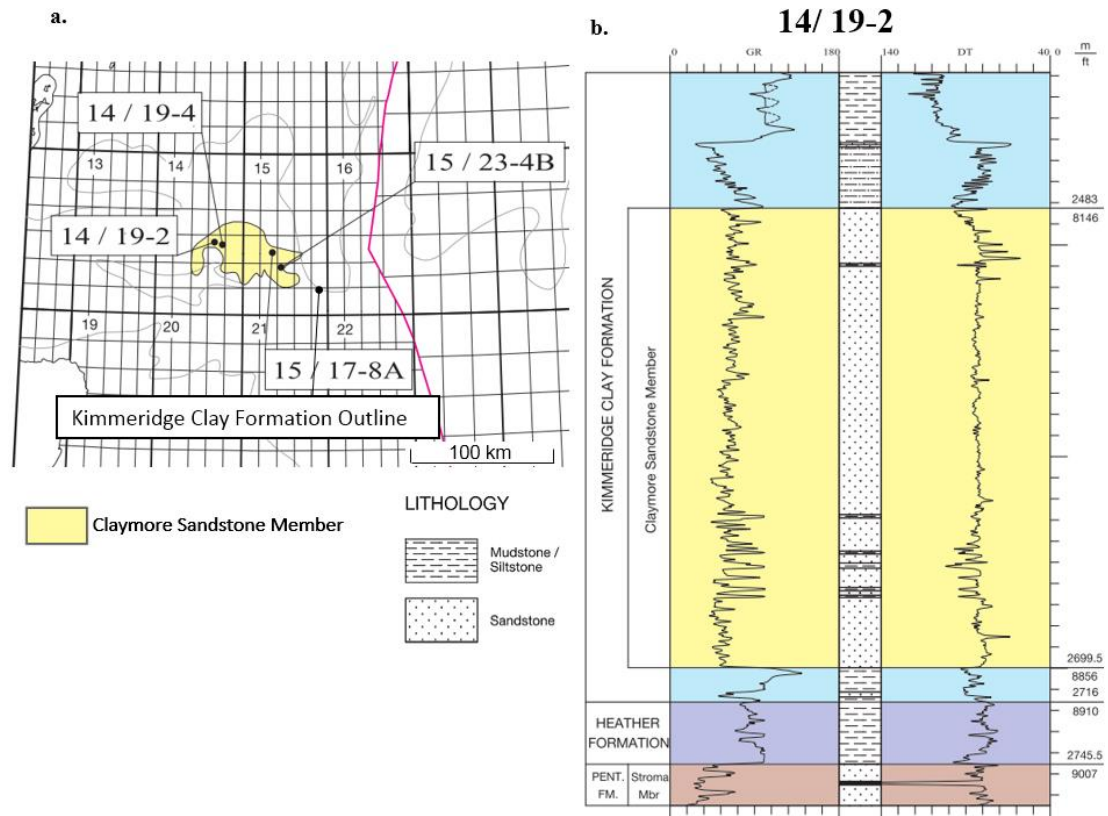 a.
14 / 19-4
13
14
15
16
15 / 23-4B
14 / 19-2
19
20
21
22
15 / 17-8A
Kimmeridge Clay Formation Outline
100 km
Claymore Sandstone Member
LITHOLOGY
Mudstone /
Siltstone
Sandstone
b.
14/ 19-2
0 GR 180 140 DT 40 m
ft
KIMMERIDGE CLAY FORMATION
Claymore Sandstone Member
2483
8146
2699.5
8856
2716
8910
HEATHER
FORMATION
2745.5
9007
PENT.
FM.
Stroma
Mbr